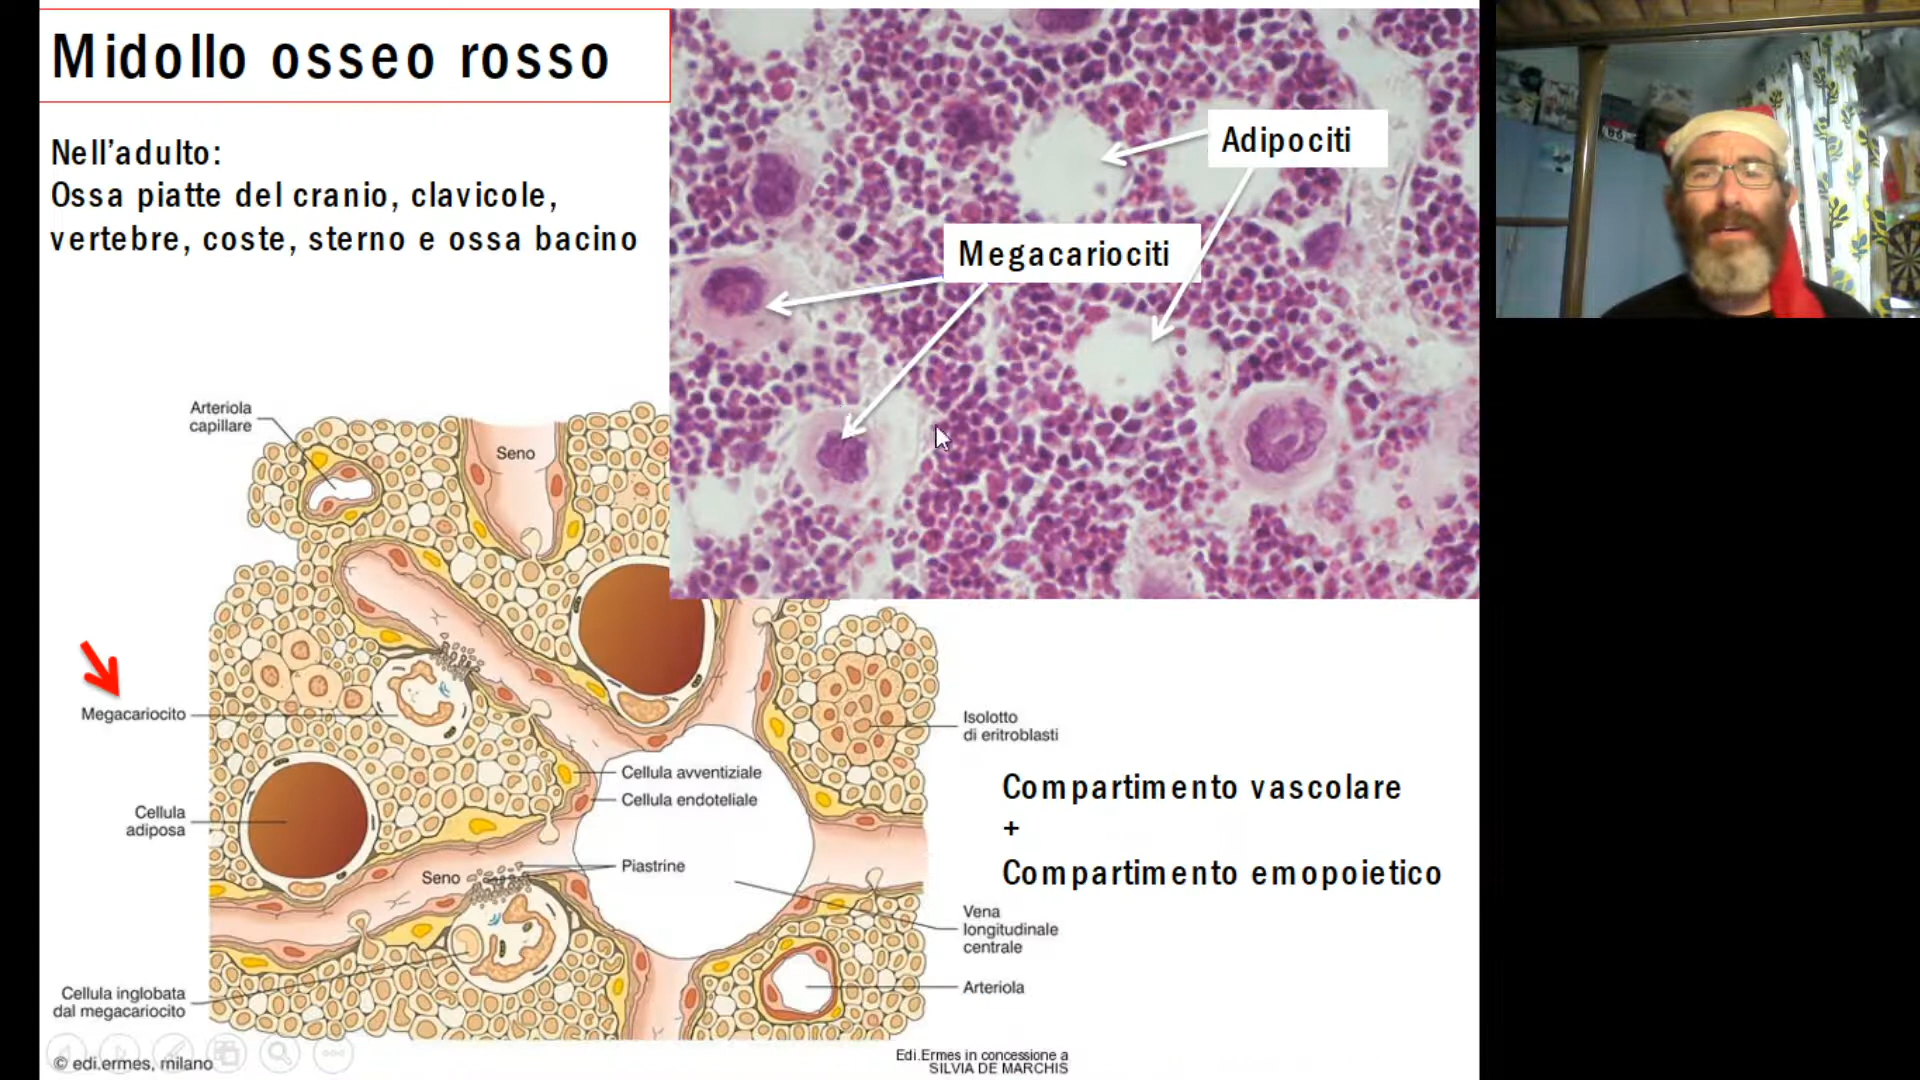 Midollo osseo rosso
Nell'adulto:
Ossa piatte del cranio, clavicole,
vertebre, coste, sterno e ossa bacino
Adipociti
Megacariociti
Arteriola
capillare
Seno
Megacariocito
Cellula
adiposa
Cellula avventiziale
Cellula endoteliale
Piastrine
Seno
Cellula inglobata
dal megacariocito
Isolotto
di eritroblasti
Compartimento vascolare
+
Compartimento emopoietico
Vena
longitudinale
centrale
Arteriola
© edi.ermes, milano
Edi.Ermes in concessione a
SILVIA DE MARCHIS